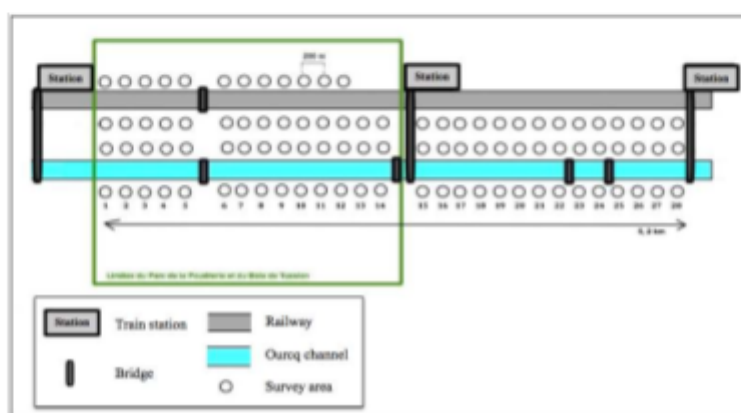 200 m
Station
Station
Station
1 2 3 4 5 6 7 8 9 10 11 12 13 14 15 16 17 18 19 20 21 22 23 24 25 26 27 28
5, 2 km
Limites du Parc de la Poudrerie et du Bois de
Station
Train station
Railway
Bridge
Ourcq channel
Survey area